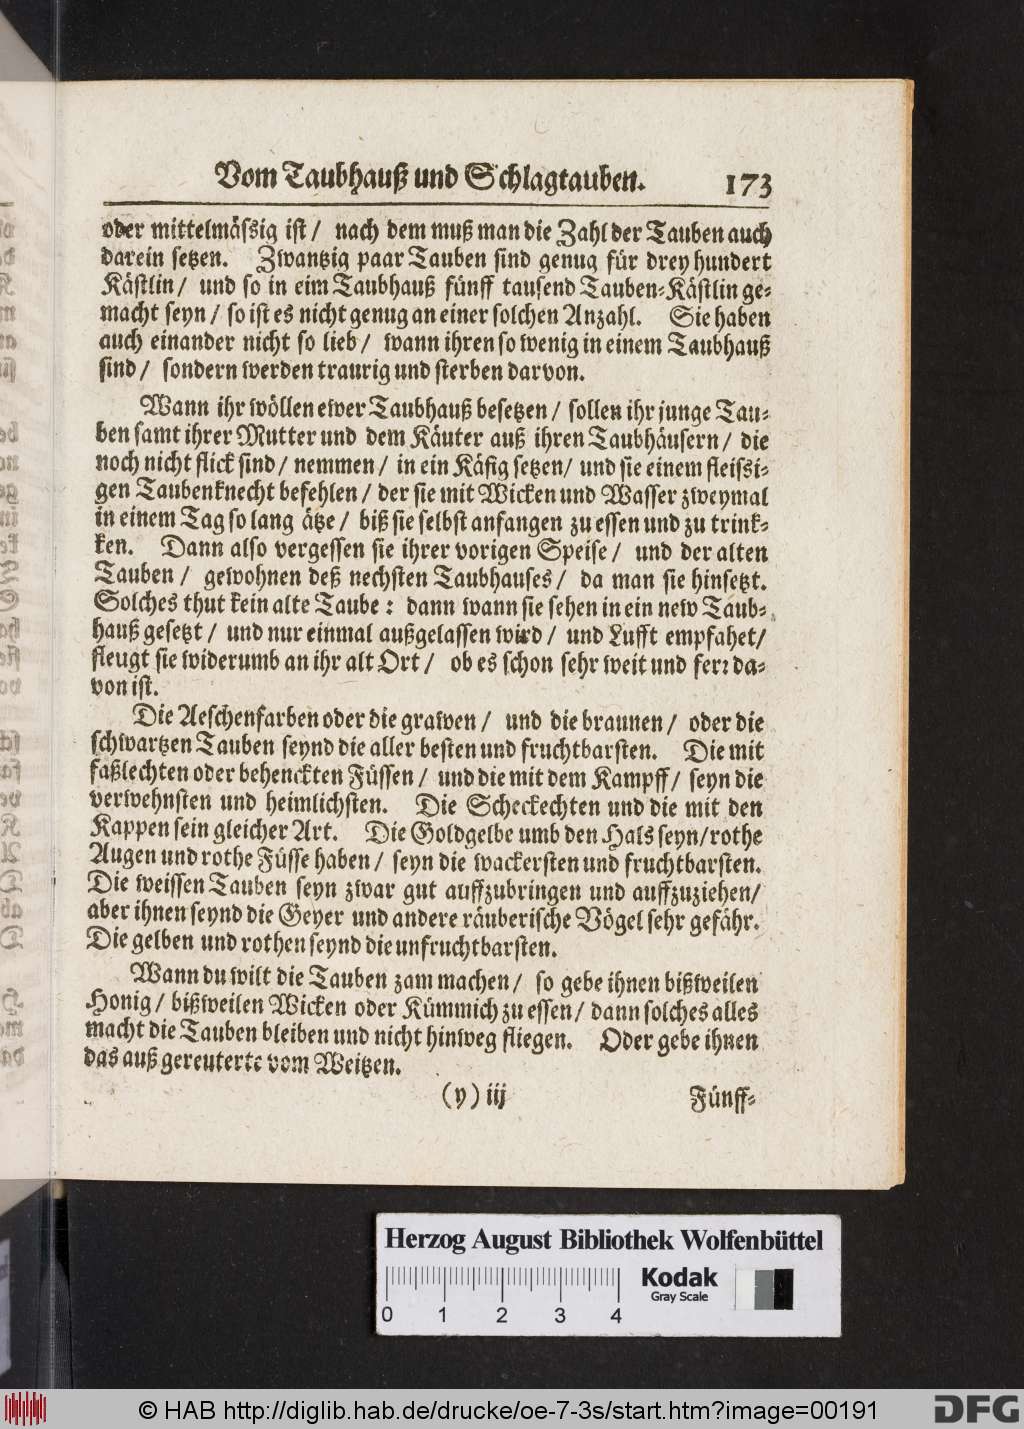 Vom Taubhauß und Schlagtauben. 173
oder mittelmässig ist / nach dem muß man die Zahl der Tauben auch
darein setzen. Zwantzig paar Tauben sind genug für drey hundert
Kästlin / und so in eim Taubhauß fünff tausend Tauben-Kästlin ge-
macht seyn / so ist es nicht genug an einer solchen Anzahl. Sie haben
auch einander nicht so lieb / wann ihren so wenig in einem Taubhauß
sind / sondern werden traurig und sterben darvon.
Wann ihr wöllen ewer Taubhauß besetzen / sollen ihr junge Tau-
ben samt ihrer Mutter und dem Käuter auß ihren Taubhäusern / die
noch nicht flick sind / nemmen / in ein Käfig setzen / und sie einem fleissi-
gen Taubenknecht befehlen / der sie mit Wicken und Wasser zweymal
in einem Tag so lang ätze / biß sie selbst anfangen zu essen und zu trink-
ken. Dann also vergessen sie ihrer vorigen Speise / und der alten
Tauben / gewohnen deß nechsten Taubhauses / da man sie hinsetzt.
Solches thut kein alte Taube : dann wann sie sehen in ein new Taub-
hauß gesetzt / und nur einmal außgelassen wird / und Lufft empfahet /
fleugt sie widerumb an ihr alt Ort / ob es schon sehr weit und ferr da-
von ist.
Die Aeschenfarben oder die grawen / und die braunen / oder die
schwartzen Tauben seynd die aller besten und fruchtbarsten. Die mit
faßlechten oder behenckten Füssen / und die mit dem Kampff / seyn die
verwehnsten und heimlichsten. Die Scheckechten und die mit den
Kappen sein gleicher Art. Die Goldgelbe umb den Hals seyn / rothe
Augen und rothe Füsse haben / seyn die wackersten und fruchtbarsten.
Die weissen Tauben seyn zwar gut auffzubringen und auffzuziehen /
aber ihnen seynd die Geyer und andere räuberische Vögel sehr gefähr.
Die gelben und rothen seynd die unfruchtbarsten.
Wann du wilt die Tauben zam machen / so gebe ihnen bißweilen
Honig / bißweilen Wicken oder Kümmich zu essen / dann solches alles
macht die Tauben bleiben und nicht hinweg fliegen. Oder gebe ihnen
das auß gereuterte vom Weitzen.
(y) iij Fünff-
Herzog August Bibliothek Wolfenbüttel
Kodak
Gray Scale
0 1 2 3 4
© HAB http://diglib.hab.de/drucke/oe-7-3s/start.htm?image=00191
DFG